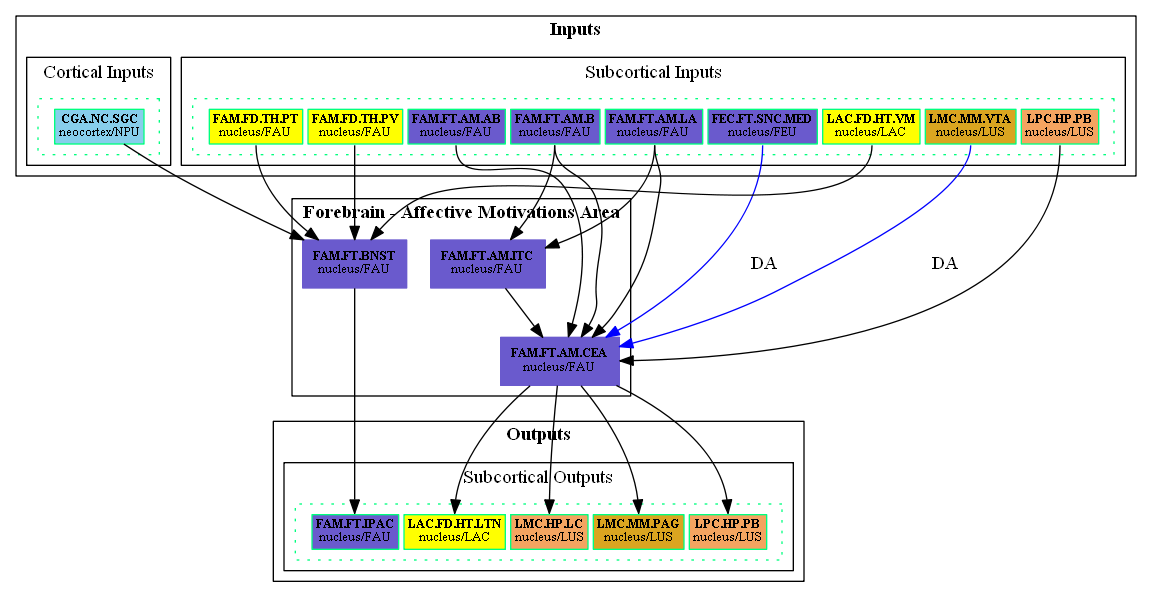 Inputs
Cortical Inputs
Subcortical Inputs
CGA.NC.SGC
neocortex/NPU
FAM.FD.TH.PT
nucleus/FAU
FAM.FD.TH.PV
nucleus/FAU
FAM.FT.AM.AB
nucleus/FAU
FAM.FT.AM.B
nucleus/FAU
FAM.FT.AM.LA
nucleus/FAU
FEC.FT.SNC.MED
nucleus/FEU
LAC.FD.HT.VM
nucleus/LAC
LMC.MM.VTA
nucleus/LUS
LPC.HP.PB
nucleus/LUS
Forebrain - Affective Motivations Area
FAM.FT.BNST
nucleus/FAU
FAM.FT.AM.ITC
nucleus/FAU
DA
DA
FAM.FT.AM.CEA
nucleus/FAU
Outputs
Subcortical Outputs
FAM.FT.IPAC
nucleus/FAU
LAC.FD.HT.LTN
nucleus/LAC
LMC.HP.LC
nucleus/LUS
LMC.MM.PAG
nucleus/LUS
LPC.HP.PB
nucleus/LUS